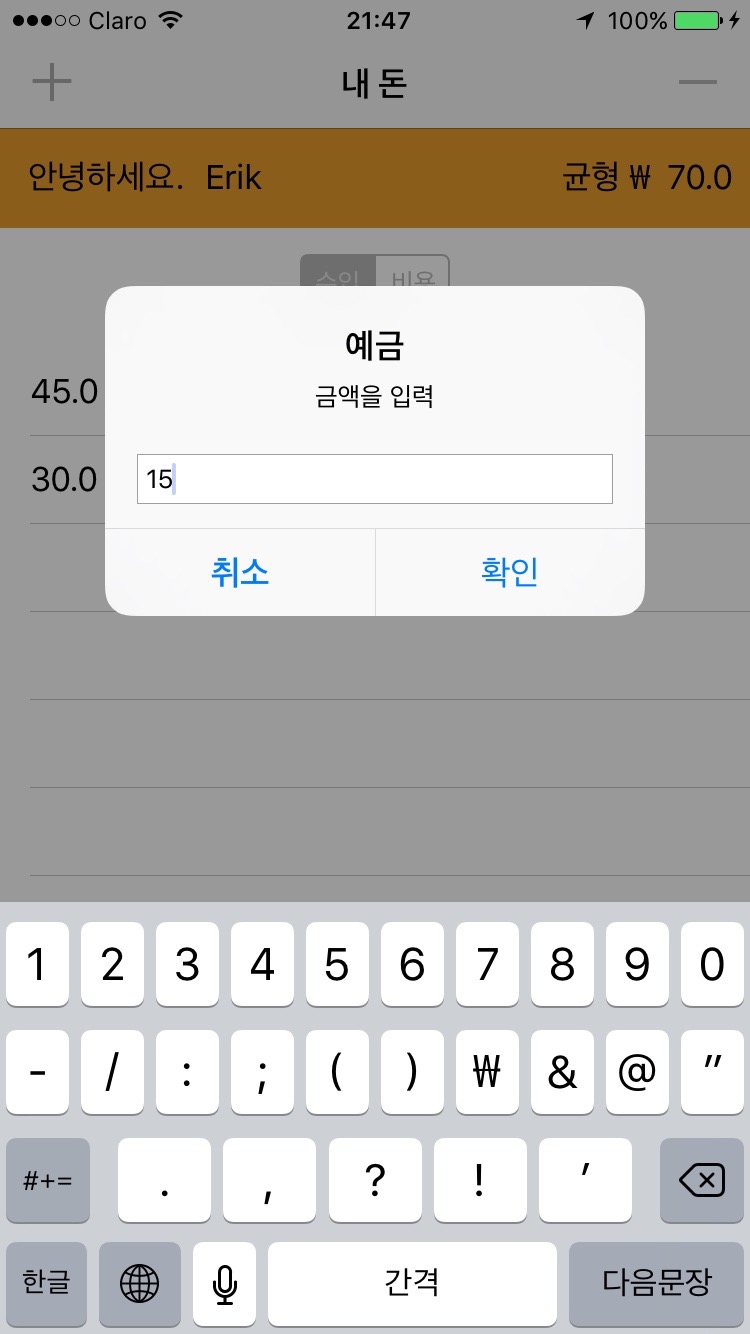 Claro 21:47 100%
내 돈
안녕하세요. Erik 균형 ₩ 70.0
수입 비용
예금
금액을 입력
45.0
30.0
15
취소 확인
1 2 3 4 5 6 7 8 9 0
- / : ; ( ) ₩ & @ "
#+= . , ? ! '
한글 간격 다음문장